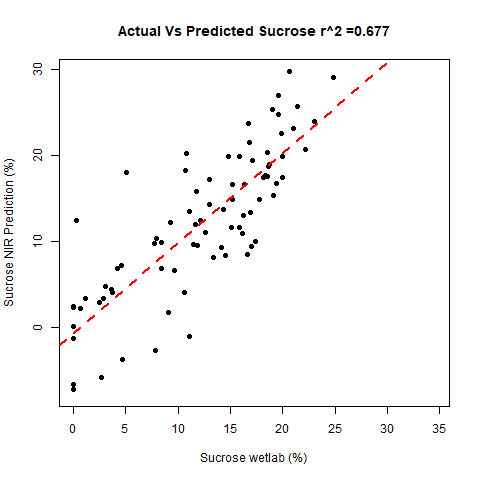 Actual Vs Predicted Sucrose r^2 =0.677
Sucrose NIR Prediction (%)
30
20
10
0
0 5 10 15 20 25 30 35
Sucrose wetlab (%)